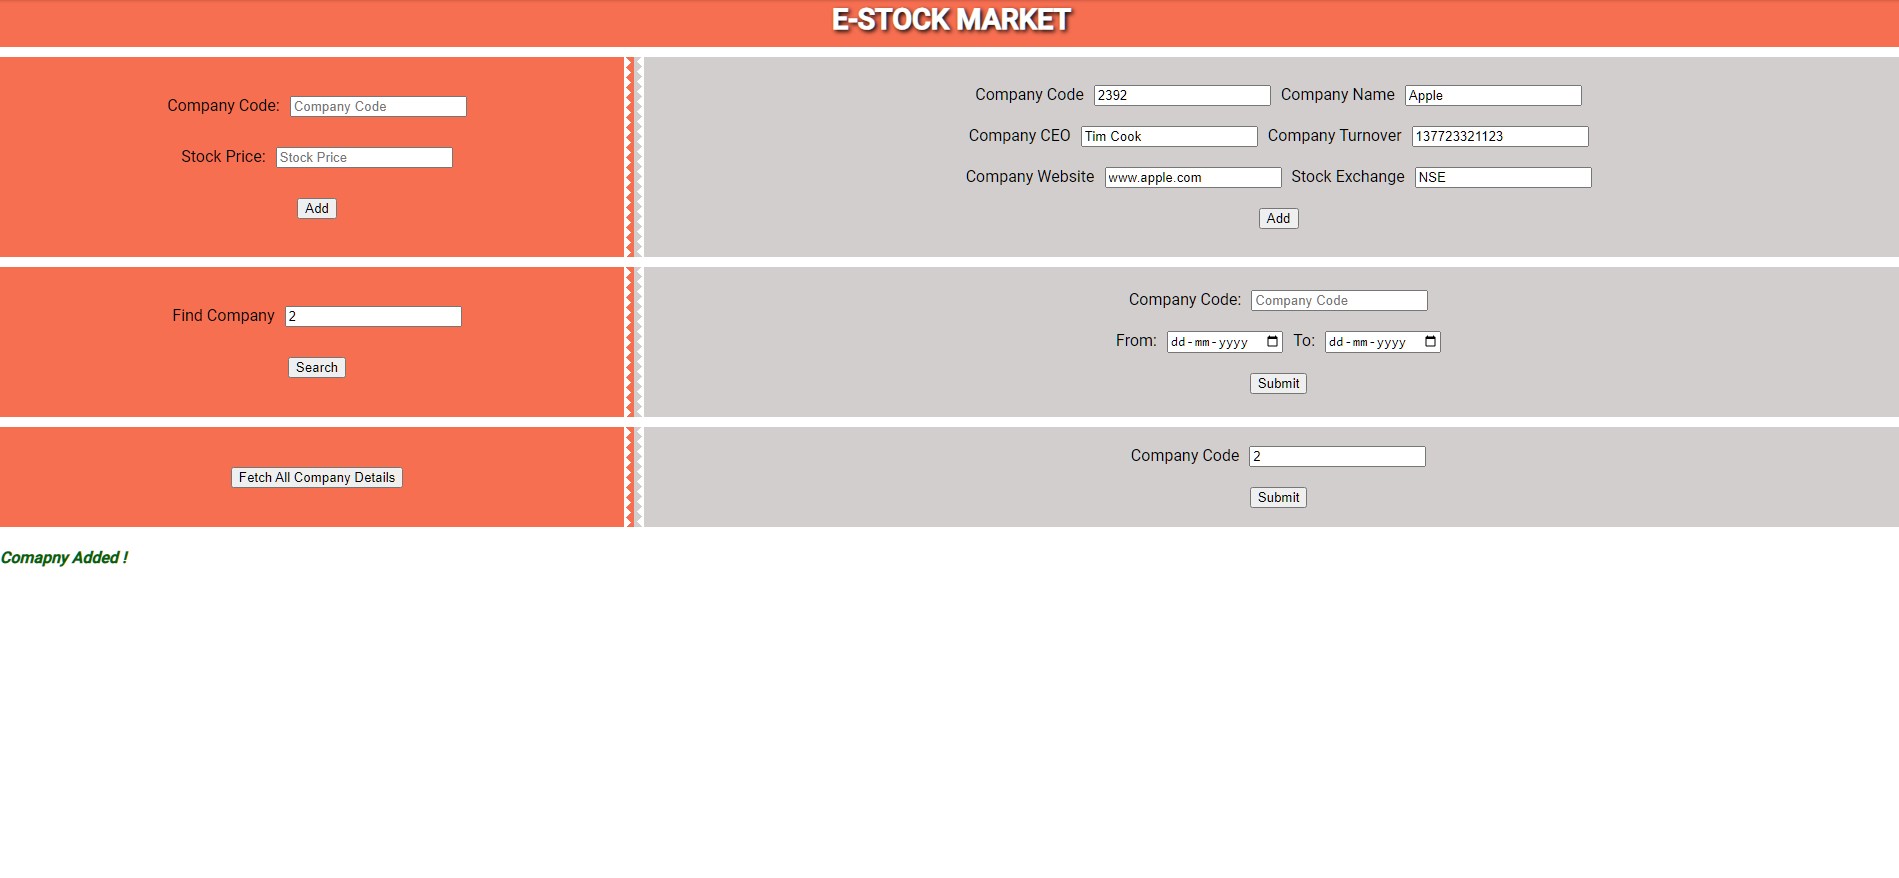 E-STOCK MARKET
Company Code: Company Code
Stock Price: Stock Price
Add
Company Code 2392 Company Name Apple
Company CEO Tim Cook Company Turnover 137723321123
Company Website www.apple.com Stock Exchange NSE
Add
Find Company 2
Search
Company Code: Company Code
From: dd-mm-yyyy To: dd-mm-yyyy
Submit
Fetch All Company Details
Company Code 2
Submit
Comapny Added !